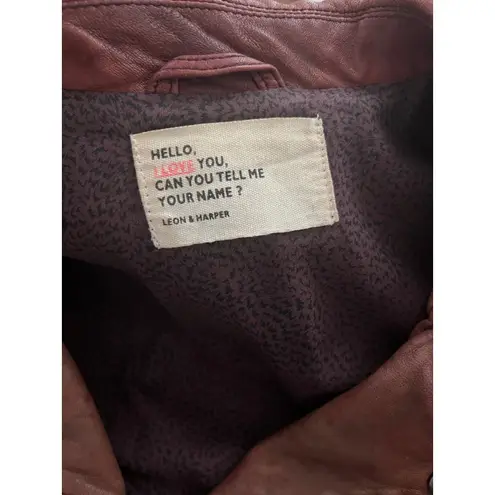 HELLO,
I LOVE YOU,
CAN YOU TELL ME
YOUR NAME ?
LEON & HARPER